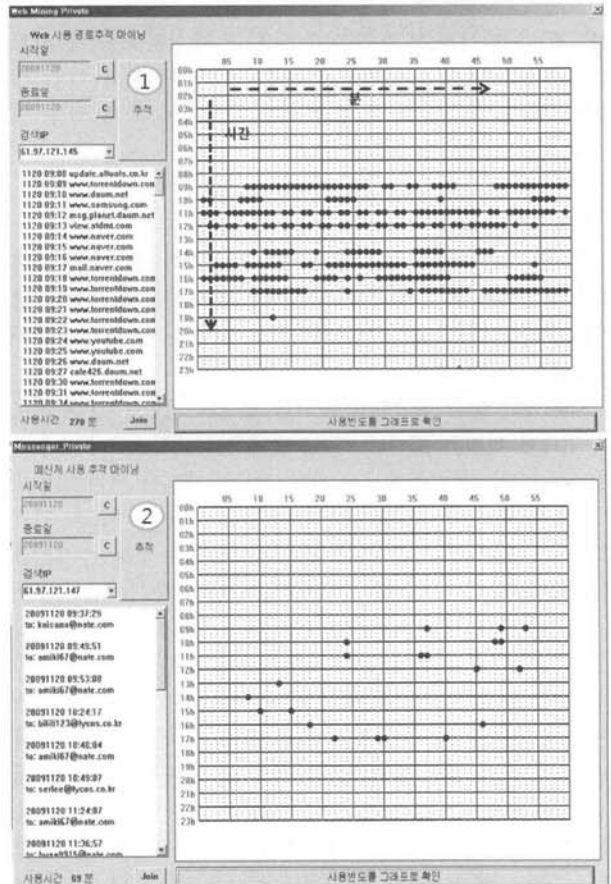 Web Mining Private
Web 사용 경로추적 마이닝
시작일
20091120 C
종료일
20091120 C
1
추적
검색IP
61.97.121.145
1120 09:08 update.altools.co.kr
1120 09:09 www.torrentdown.com
1120 09:10 www.daum.net
1120 09:11 www.samsung.com
1120 09:12 msg.planet.daum.net
1120 09:13 view.atdmt.com
1120 09:14 www.naver.com
1120 09:15 www.naver.com
1120 09:16 www.naver.com
1120 09:17 mail.naver.com
1120 09:18 www.torrentdown.com
1120 09:19 www.torrentdown.com
1120 09:20 www.torrentdown.com
1120 09:21 www.torrentdown.com
1120 09:22 www.torrentdown.com
1120 09:23 www.torrentdown.com
1120 09:24 www.youtube.com
1120 09:25 www.youtube.com
1120 09:26 www.daum.net
1120 09:27 cafe426.daum.net
1120 09:30 www.torrentdown.com
1120 09:31 www.torrentdown.com
1120 09:34 www.torrentdown.com
사용시간 270 분 Join
05 10 15 20 25 30 35 40 45 50 55
00h
01h
02h
03h
04h
05h
06h
07h
08h
09h
10h
11h
12h
13h
14h
15h
16h
17h
18h
19h
20h
21h
22h
23h
분
시간
사용빈도를 그래프로 확인
Messenger_Private
메신저 사용 추적 마이닝
시작일
20091120 C
종료일
20091120 C
2
추적
검색IP
61.97.121.147
20091120 09:37:29
to: kaisana@nate.com
20091120 09:49:51
to: amiki67@nate.com
20091120 09:53:08
to: amiki67@nate.com
20091120 10:24:17
to: bikili123@lycos.co.kr
20091120 10:48:04
to: amiki67@nate.com
20091120 10:49:07
to: serlee@lycos.co.kr
20091120 11:24:07
to: amiki67@nate.com
20091120 11:36:57
사용시간 69 분 Join
05 10 15 20 25 30 35 40 45 50 55
00h
01h
02h
03h
04h
05h
06h
07h
08h
09h
10h
11h
12h
13h
14h
15h
16h
17h
18h
19h
20h
21h
22h
23h
사용빈도를 그래프로 확인